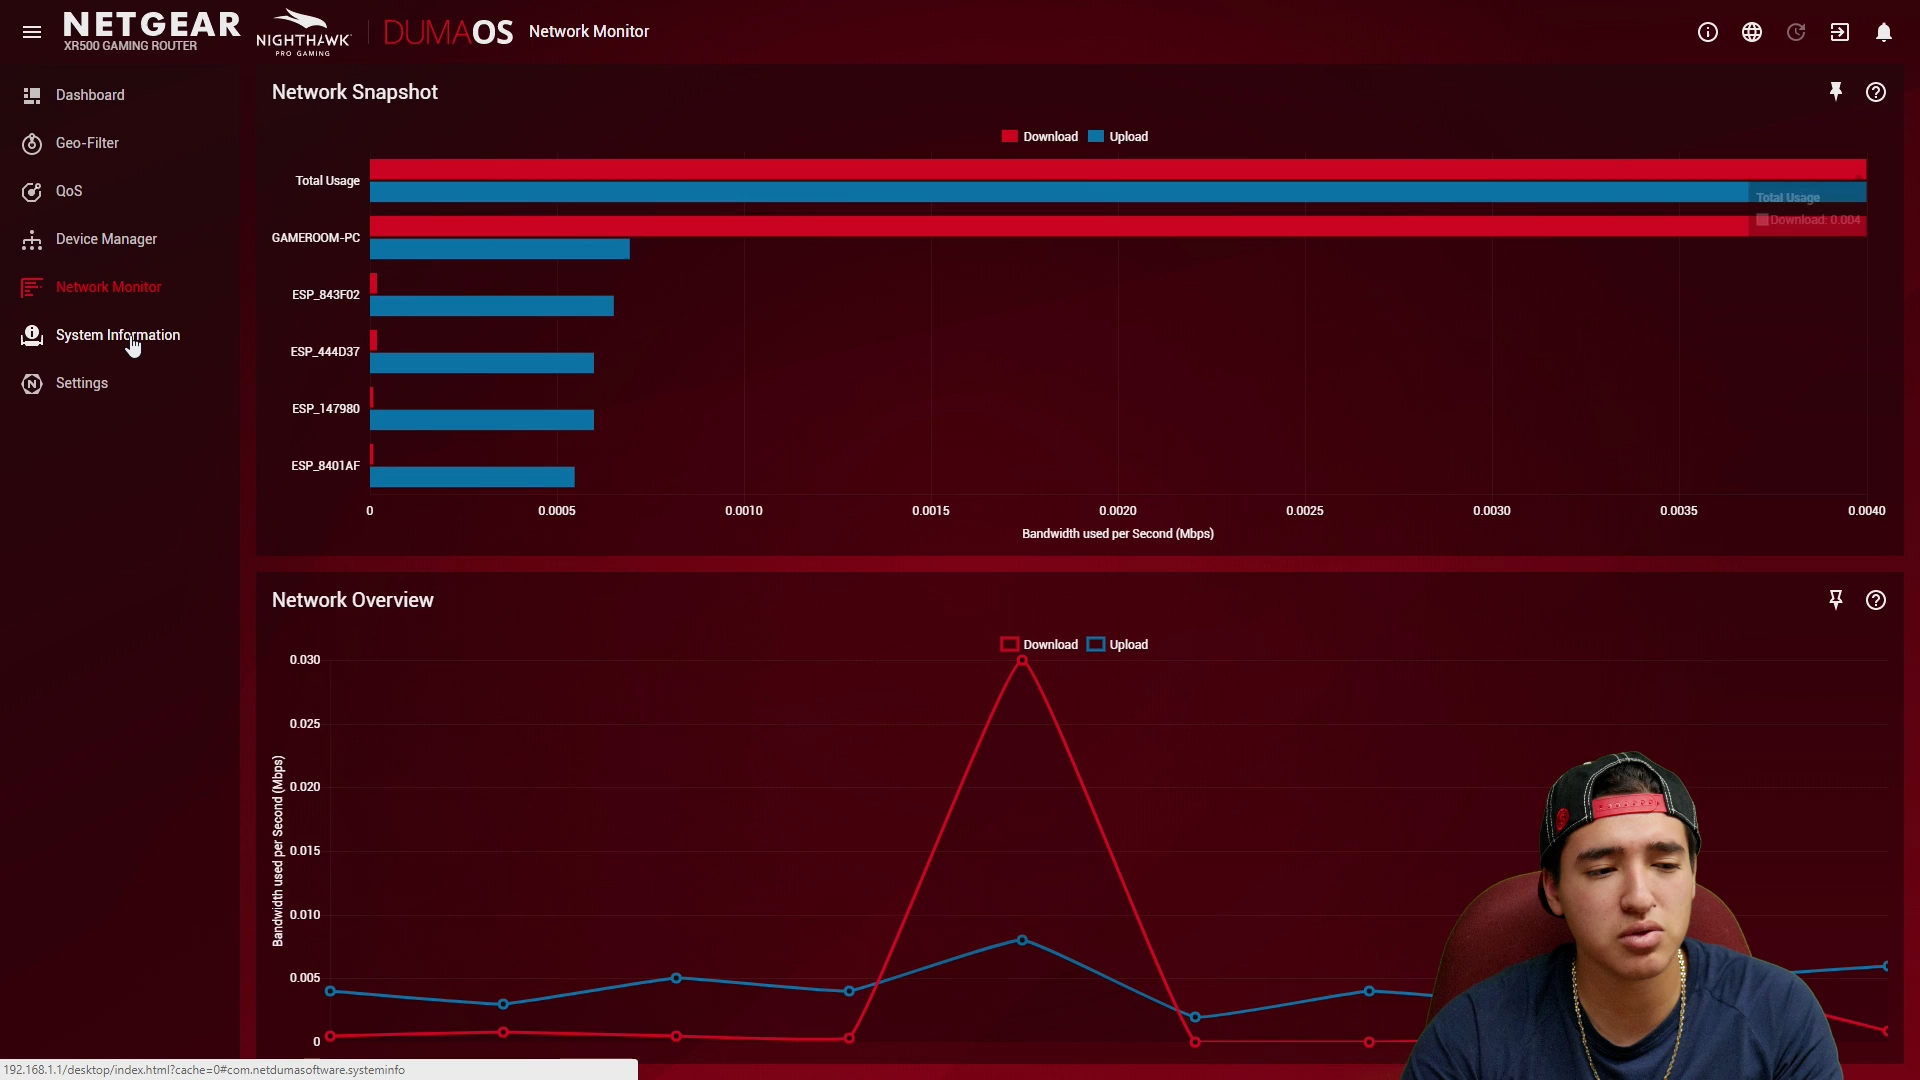 NETGEAR
XR500 GAMING ROUTER
NIGHTHAWK
PRO GAMING
DUMAOS
Network Monitor
Dashboard
Geo-Filter
QoS
Device Manager
Network Monitor
System Information
Settings
Network Snapshot
Download Upload
Total Usage
GAMEROOM-PC
ESP_843F02
ESP_444D37
ESP_147980
ESP_8401AF
Total Usage
Download: 0.004
0 0.0005 0.0010 0.0015 0.0020 0.0025 0.0030 0.0035 0.0040
Bandwidth used per Second (Mbps)
Network Overview
Download Upload
Bandwidth used per Second (Mbps)
0.030
0.025
0.020
0.015
0.010
0.005
0
192.168.1.1/desktop/index.html?cache=0#com.netdumasoftware.systeminfo